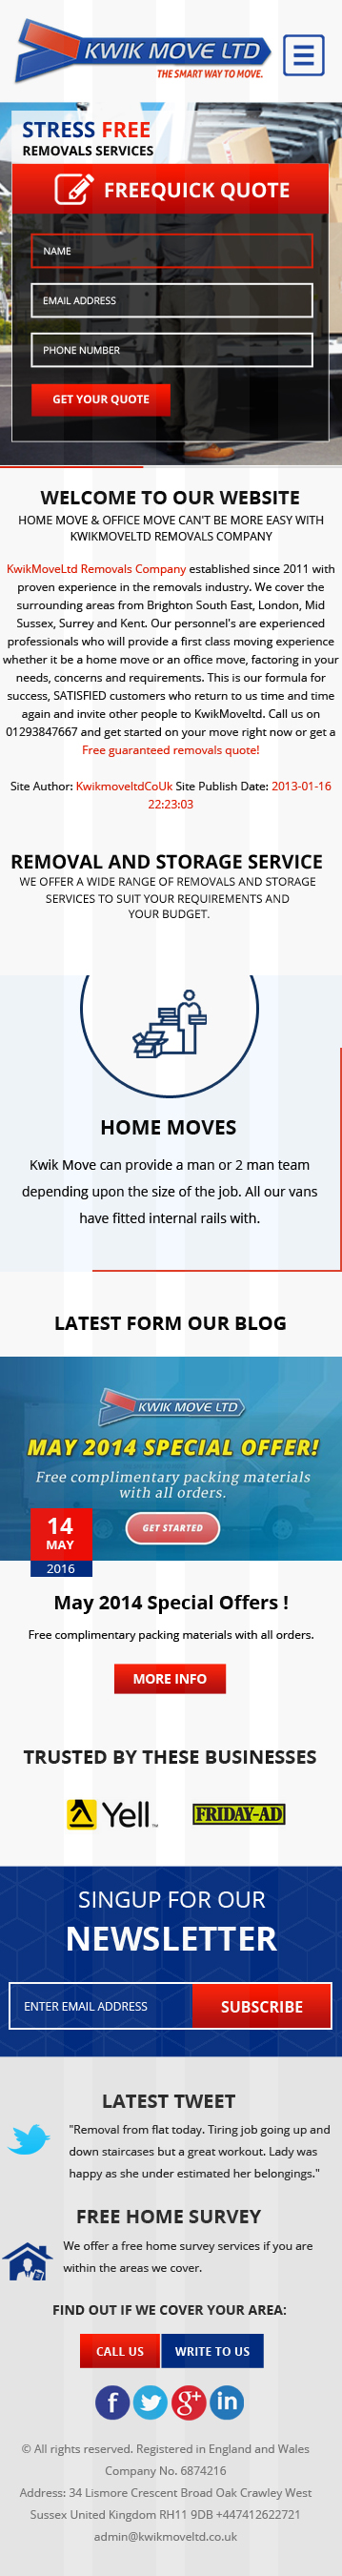 KWIK MOVE LTD
THE SMART WAY TO MOVE.
STRESS FREE
REMOVALS SERVICES
FREEQUICK QUOTE
NAME
EMAIL ADDRESS
PHONE NUMBER
GET YOUR QUOTE
WELCOME TO OUR WEBSITE
HOME MOVE & OFFICE MOVE CAN'T BE MORE EASY WITH
KWIKMOVELTD REMOVALS COMPANY
KwikMoveLtd Removals Company established since 2011 with
proven experience in the removals industry. We cover the
surrounding areas from Brighton South East, London, Mid
Sussex, Surrey and Kent. Our personnel's are experienced
professionals who will provide a first class moving experience
whether it be a home move or an office move, factoring in your
needs, concerns and requirements. This is our formula for
success, SATISFIED customers who return to us time and time
again and invite other people to KwikMoveltd. Call us on
01293847667 and get started on your move right now or get a
Free guaranteed removals quote!
Site Author: KwikmoveltdCoUk Site Publish Date: 2013-01-16
22:23:03
REMOVAL AND STORAGE SERVICE
WE OFFER A WIDE RANGE OF REMOVALS AND STORAGE
SERVICES TO SUIT YOUR REQUIREMENTS AND
YOUR BUDGET.
HOME MOVES
Kwik Move can provide a man or 2 man team
depending upon the size of the job. All our vans
have fitted internal rails with.
LATEST FORM OUR BLOG
KWIK MOVE LTD
MAY 2014 SPECIAL OFFER!
Free complimentary packing materials
with all orders.
GET STARTED
14
MAY
2016
May 2014 Special Offers !
Free complimentary packing materials with all orders.
MORE INFO
TRUSTED BY THESE BUSINESSES
Yell™
FRIDAY-AD
SINGUP FOR OUR
NEWSLETTER
ENTER EMAIL ADDRESS
SUBSCRIBE
LATEST TWEET
"Removal from flat today. Tiring job going up and
down staircases but a great workout. Lady was
happy as she under estimated her belongings."
FREE HOME SURVEY
We offer a free home survey services if you are
within the areas we cover.
FIND OUT IF WE COVER YOUR AREA:
CALL US
WRITE TO US
f
g+
in
© All rights reserved. Registered in England and Wales
Company No. 6874216
Address: 34 Lismore Crescent Broad Oak Crawley West
Sussex United Kingdom RH11 9DB +447412622721
admin@kwikmoveltd.co.uk